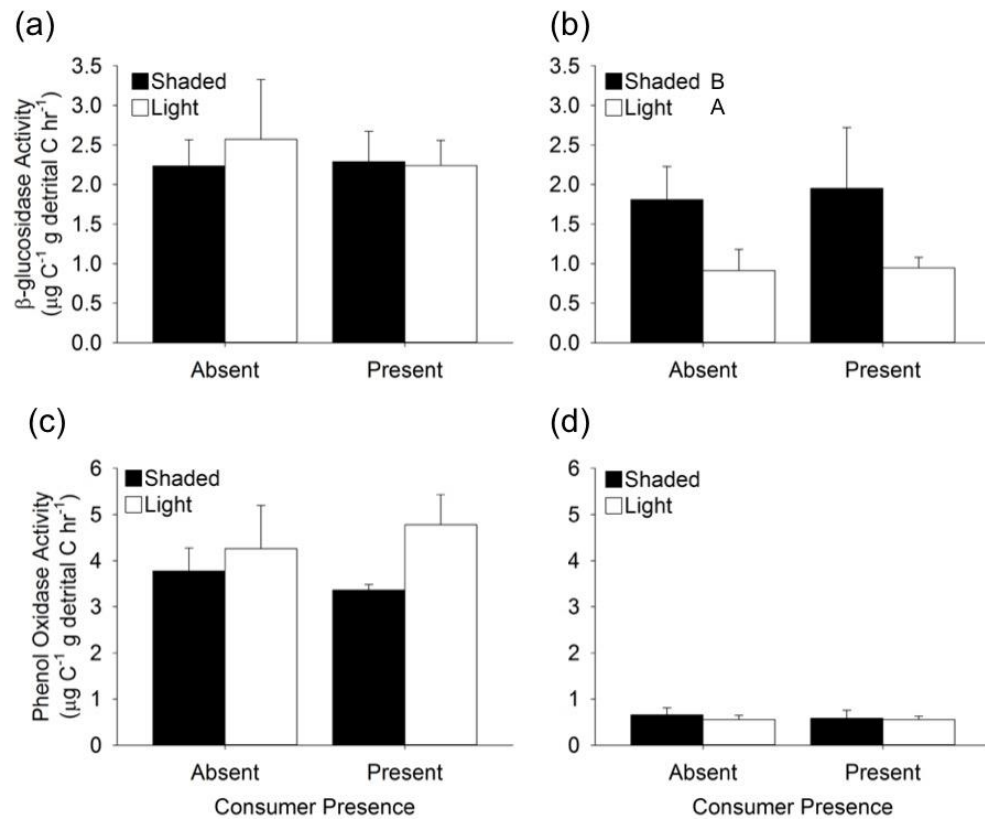 (a)
β-glucosidase Activity
(µg C⁻¹ g detrital C hr⁻¹)
3.5
3.0
2.5
2.0
1.5
1.0
0.5
0.0
Shaded
Light
Absent Present
(b)
3.5
3.0
2.5
2.0
1.5
1.0
0.5
0.0
Shaded B
Light A
Absent Present
(c)
Phenol Oxidase Activity
(µg C⁻¹ g detrital C hr⁻¹)
6
5
4
3
2
1
0
Shaded
Light
Absent Present
Consumer Presence
(d)
6
5
4
3
2
1
0
Shaded
Light
Absent Present
Consumer Presence